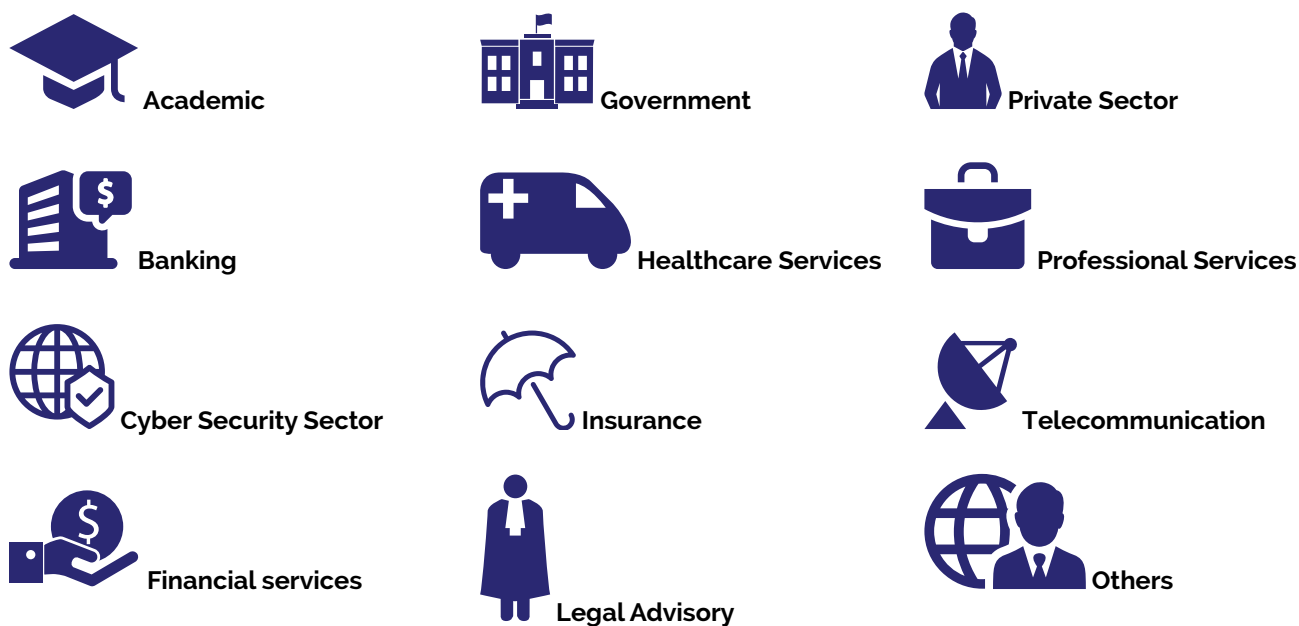 Academic
Government
Private Sector
Banking
Healthcare Services
Professional Services
Cyber Security Sector
Insurance
Telecommunication
Financial services
Legal Advisory
Others